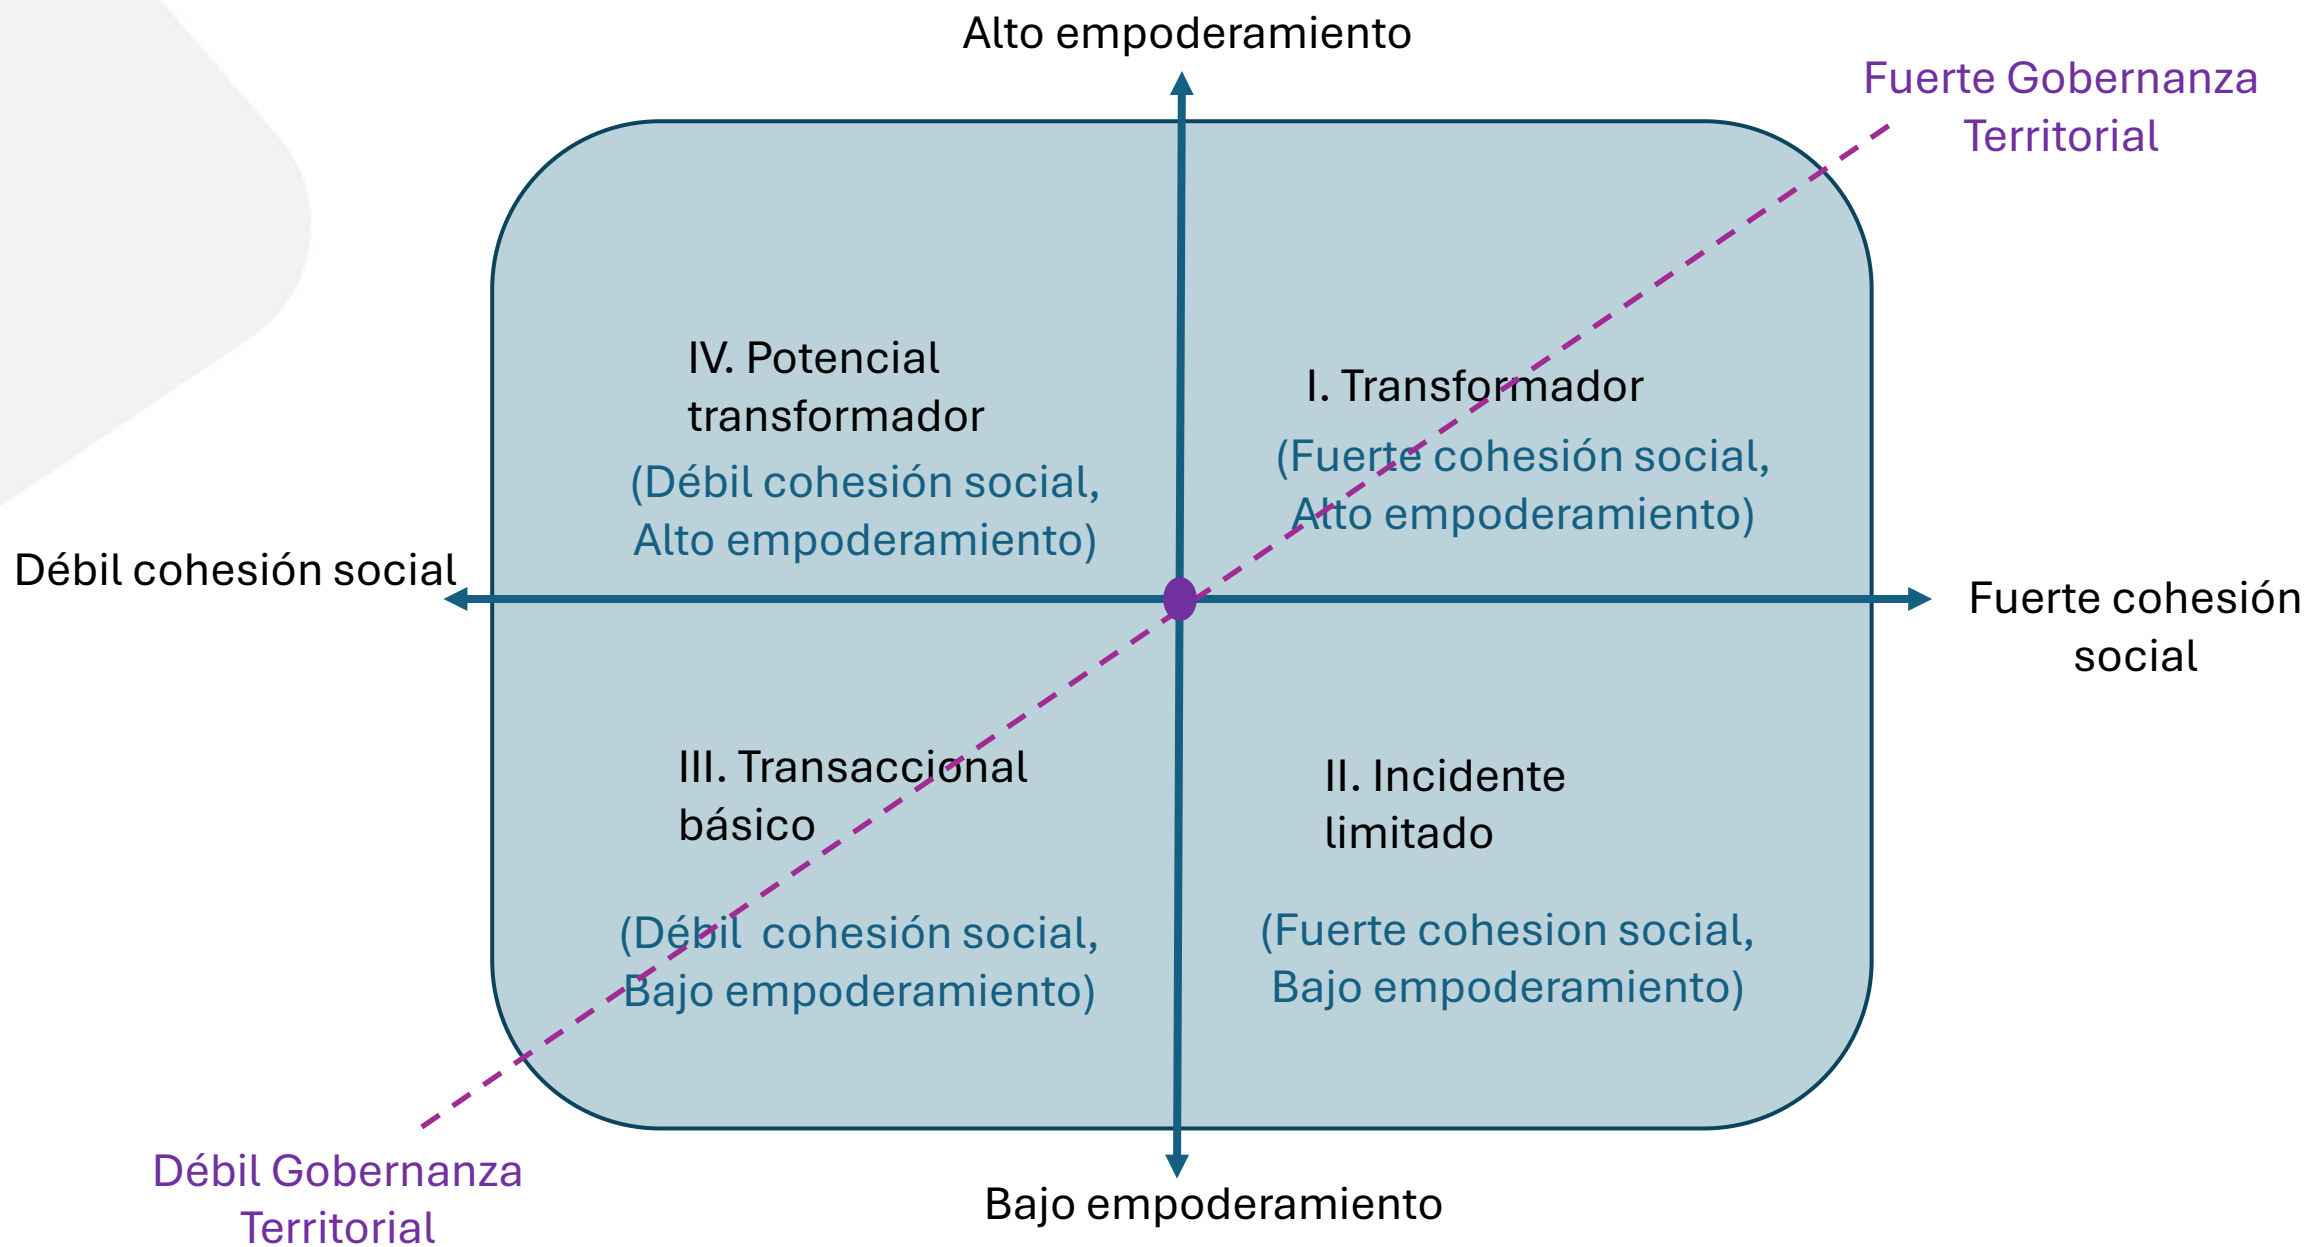 Alto empoderamiento
Fuerte Gobernanza
Territorial
IV. Potencial
transformador
(Débil cohesión social,
Alto empoderamiento)
I. Transformador
(Fuerte cohesión social,
Alto empoderamiento)
Débil cohesión social
Fuerte cohesión
social
III. Transaccional
básico
(Débil  cohesión social,
Bajo empoderamiento)
II. Incidente
limitado
(Fuerte cohesion social,
Bajo empoderamiento)
Débil Gobernanza
Territorial
Bajo empoderamiento